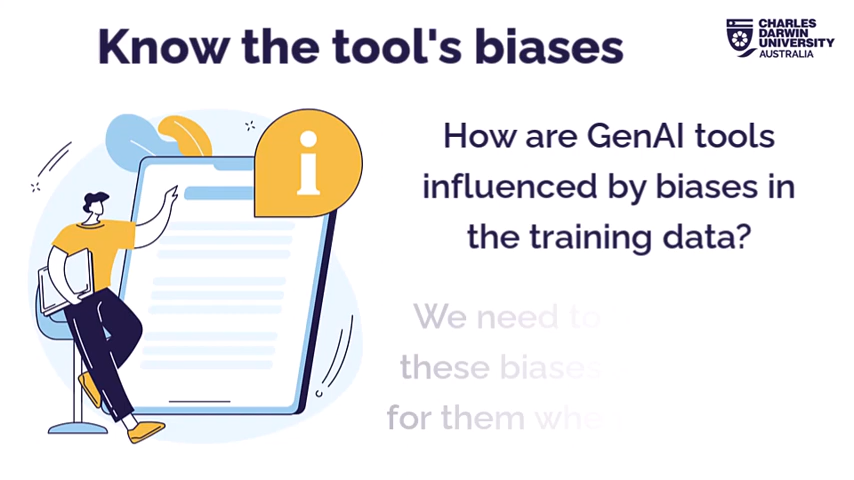 Know the tool's biases
CHARLES
DARWIN
UNIVERSITY
AUSTRALIA
How are GenAI tools
influenced by biases in
the training data?
We need to
these biases
for them